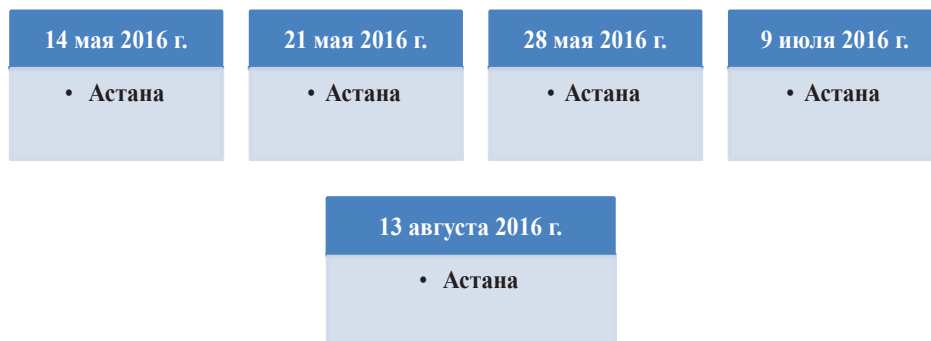 14 мая 2016 г.
• Астана
21 мая 2016 г.
• Астана
28 мая 2016 г.
• Астана
9 июля 2016 г.
• Астана
13 августа 2016 г.
• Астана